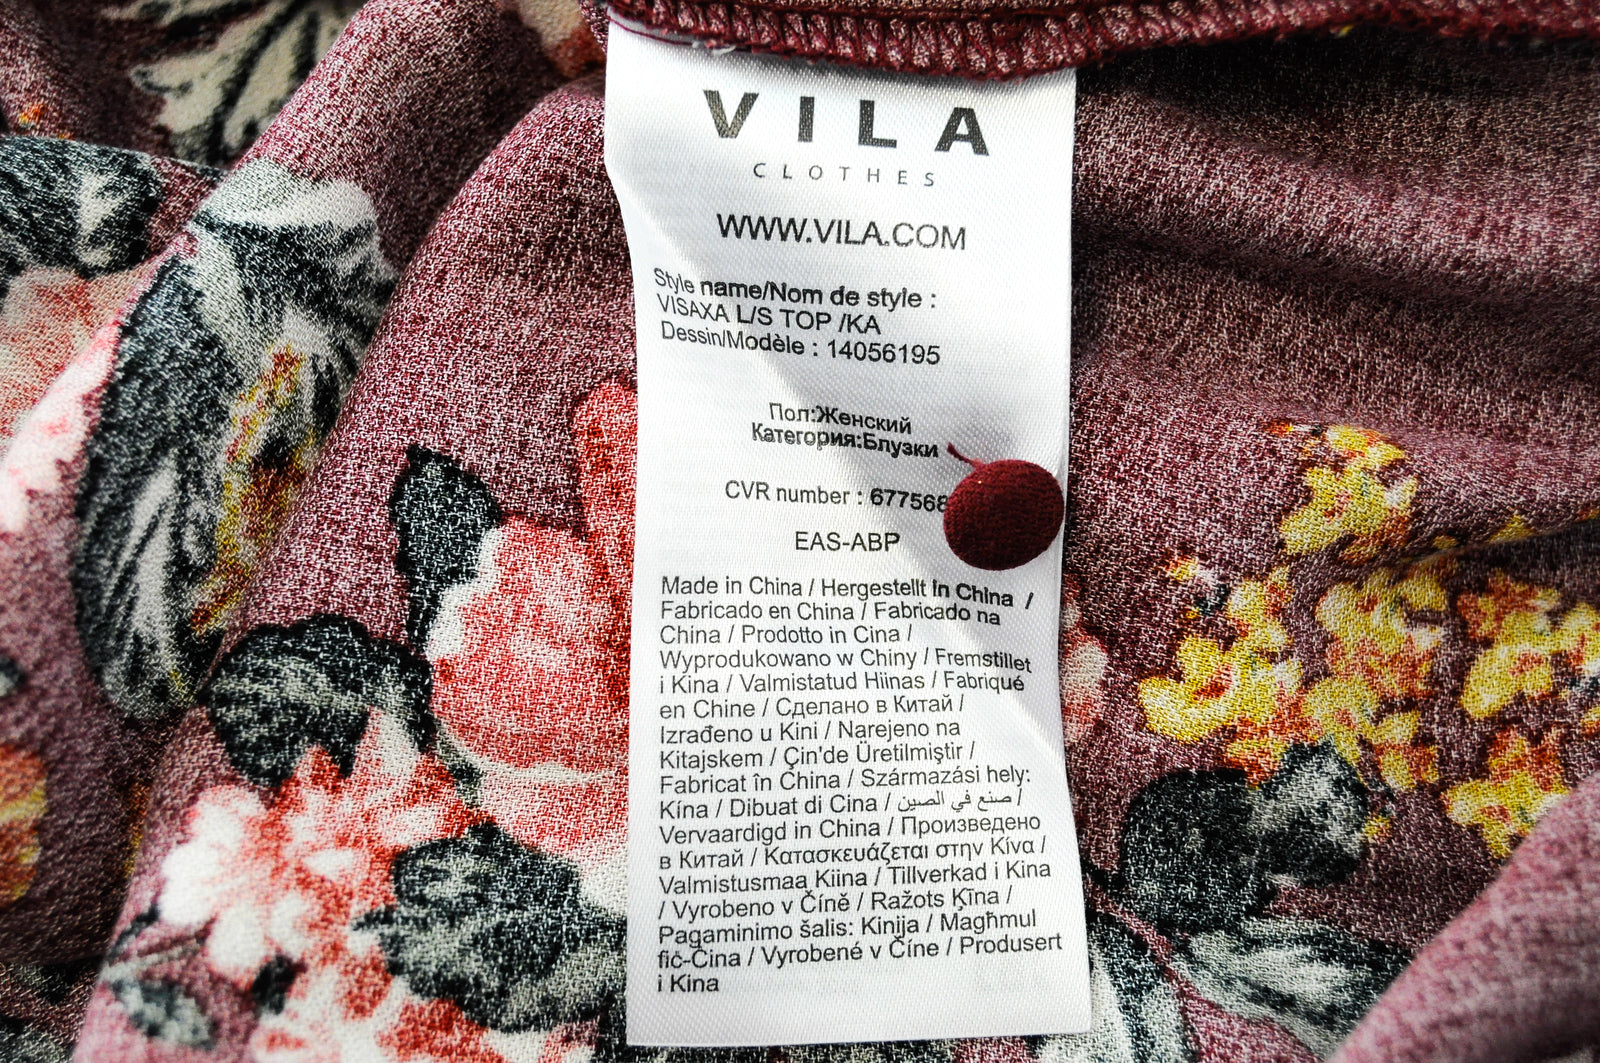 VILA
CLOTHES
WWW.VILA.COM
Style name/Nom de style :
VISAXA L/S TOP /KA
Dessin/Modèle : 14056195
Пол:Женский
Категория:Блузки
CVR number : 677568
EAS-ABP
Made in China / Hergestellt in China /
Fabricado en China / Fabricado na
China / Prodotto in Cina /
Wyprodukowano w Chiny / Fremstillet
i Kina / Valmistatud Hiinas / Fabriqué
en Chine / Сделано в Китай /
Izrađeno u Kini / Narejeno na
Kitajskem / Çin'de Üretilmiştir /
Fabricat în China / Származási hely:
Kína / Dibuat di Cina / صنع في الصين /
Vervaardigd in China / Произведено
в Китай / Κατασκευάζεται στην Κίνα /
Valmistusmaa Kiina / Tillverkad i Kina
/ Vyrobeno v Číně / Ražots Ķīna /
Pagaminimo šalis: Kinija / Magħmul
fiċ-Ċina / Vyrobené v Číne / Produsert
i Kina